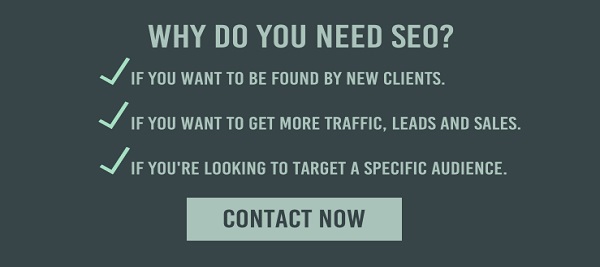 WHY DO YOU NEED SEO?
IF YOU WANT TO BE FOUND BY NEW CLIENTS.
IF YOU WANT TO GET MORE TRAFFIC, LEADS AND SALES.
IF YOU'RE LOOKING TO TARGET A SPECIFIC AUDIENCE.
CONTACT NOW